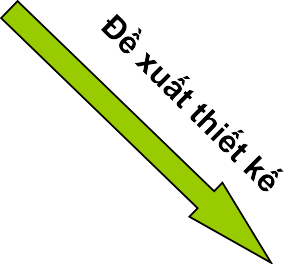 Đề xuất thiết kế